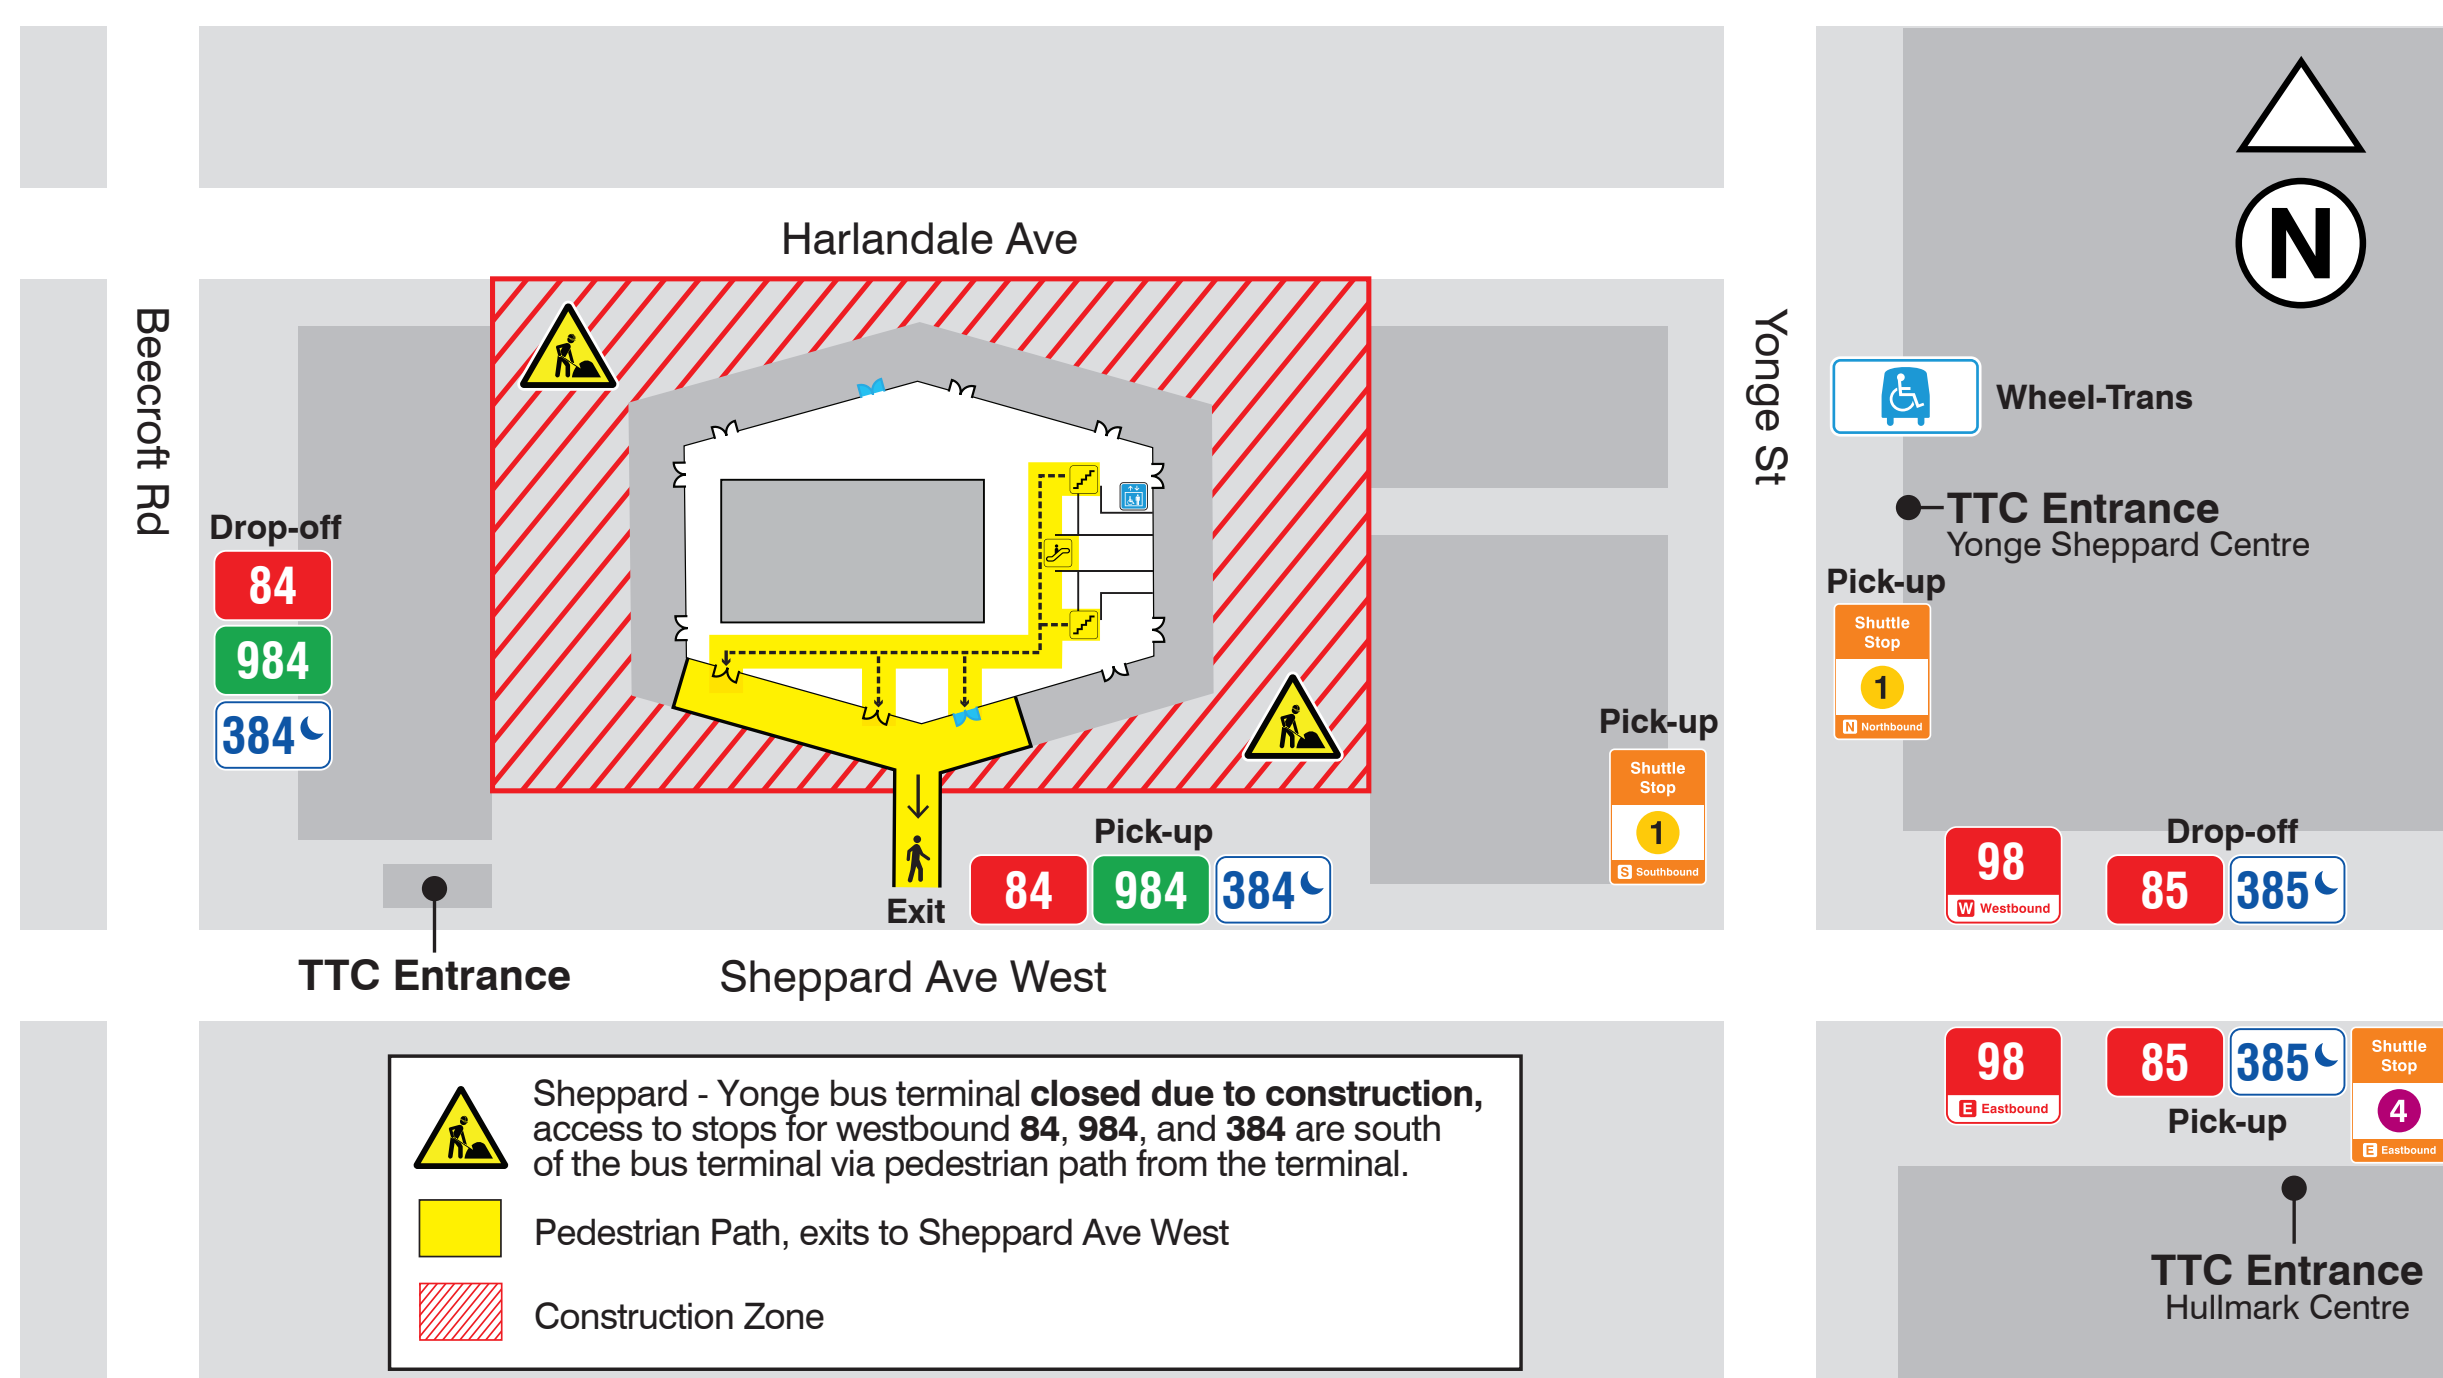 N
Harlandale Ave
Beecroft Rd
Yonge St
Wheel-Trans
TTC Entrance
Yonge Sheppard Centre
Drop-off
84
984
384
Pick-up
Shuttle
Stop
1
N Northbound
Pick-up
Shuttle
Stop
1
S Southbound
Pick-up
84 984 384
Exit
98
W Westbound
Drop-off
85 385
TTC Entrance
Sheppard Ave West
98
E Eastbound
85 385
Pick-up
Shuttle
Stop
4
E Eastbound
TTC Entrance
Hullmark Centre
Sheppard - Yonge bus terminal closed due to construction,
access to stops for westbound 84, 984, and 384 are south
of the bus terminal via pedestrian path from the terminal.
Pedestrian Path, exits to Sheppard Ave West
Construction Zone